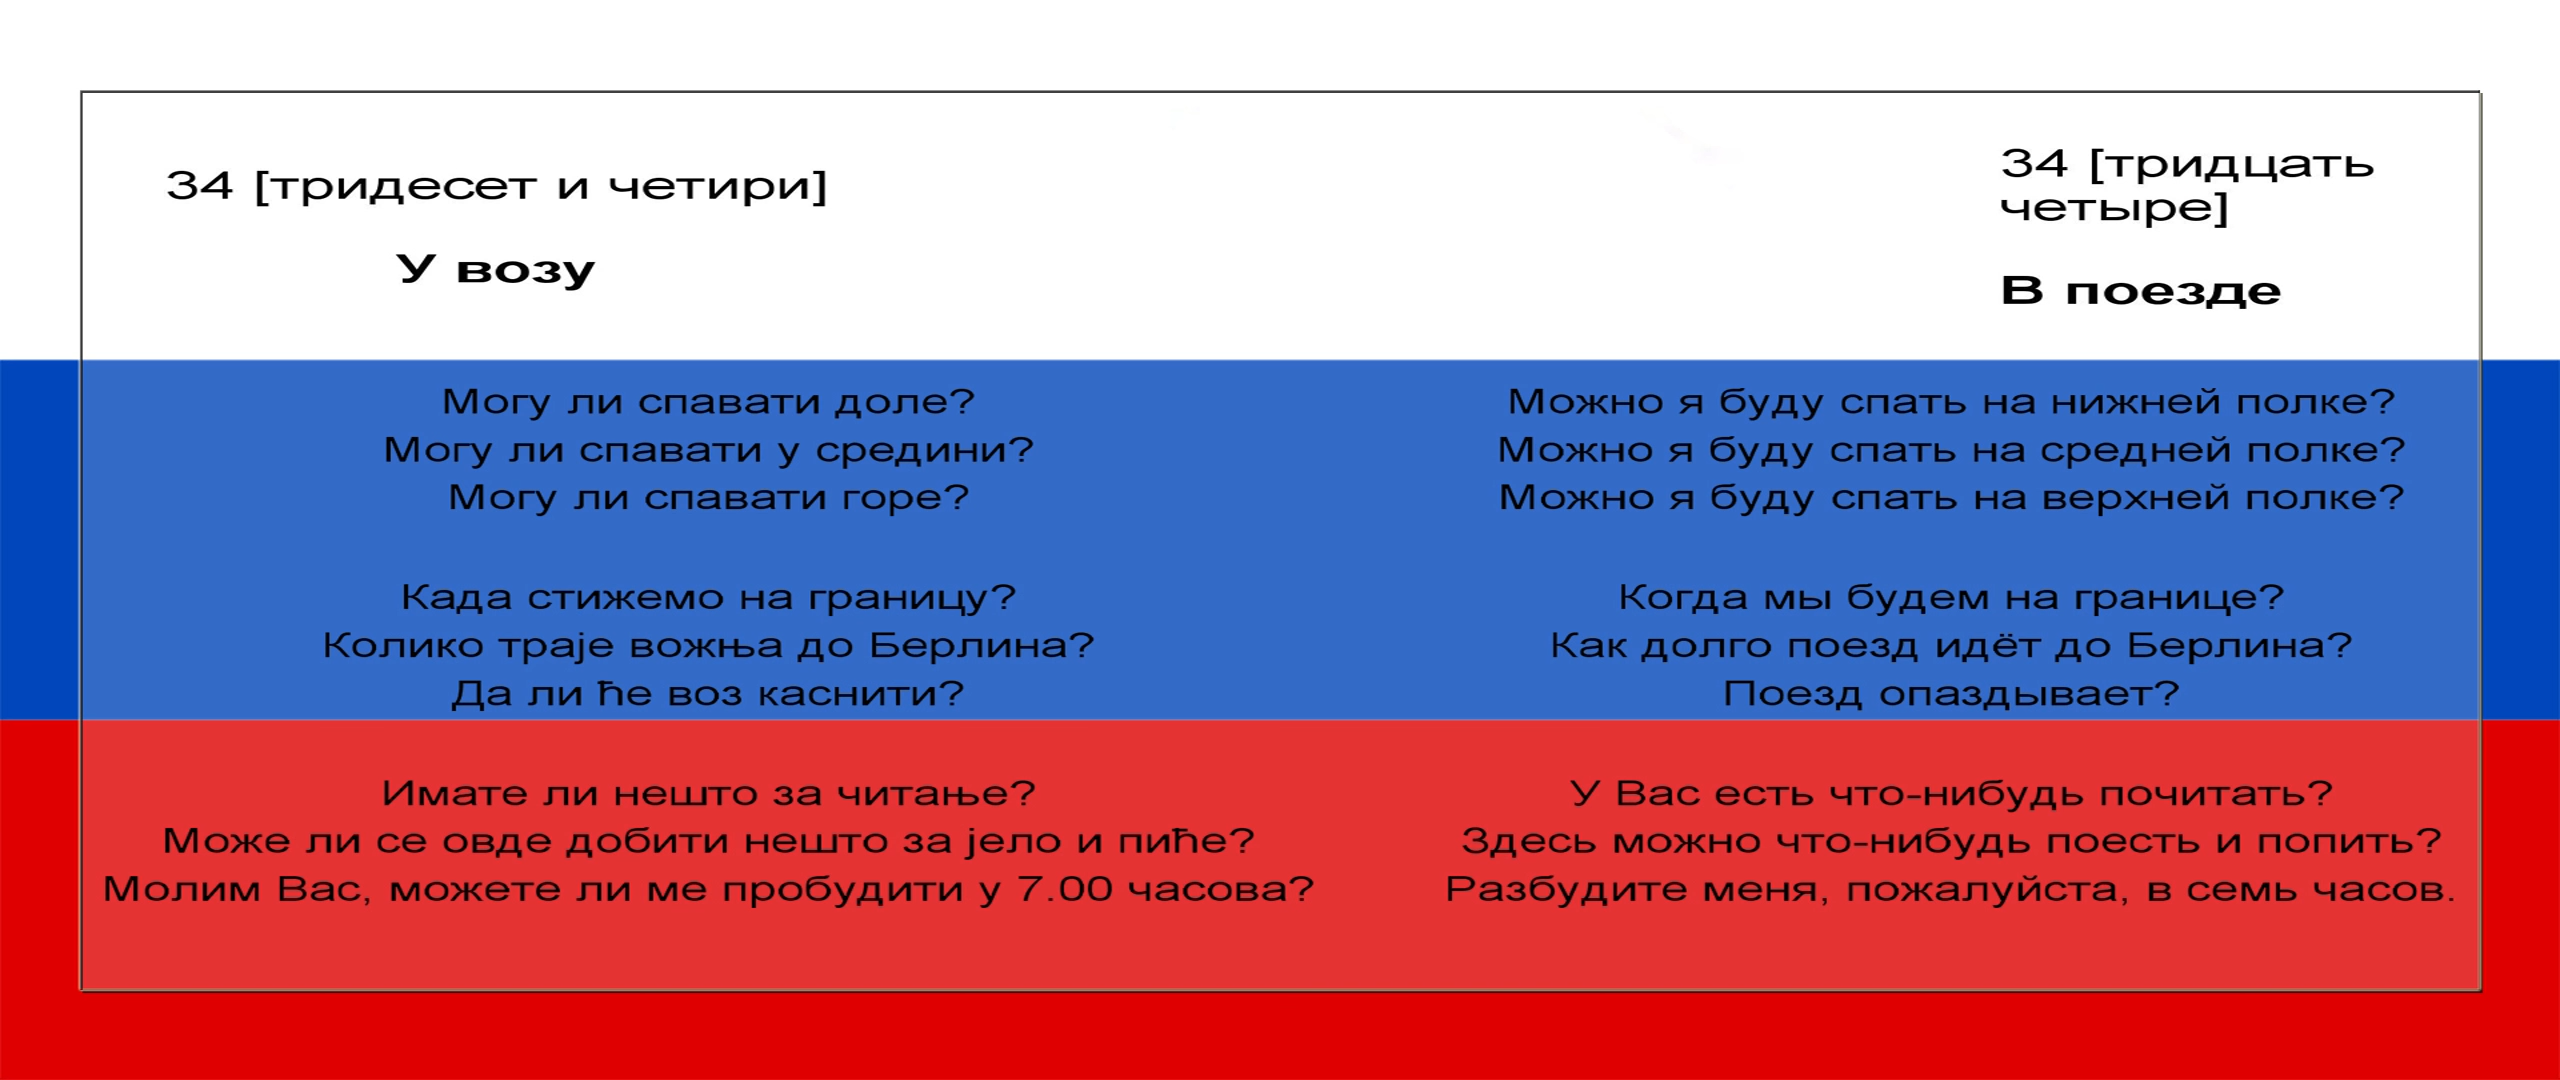 34 [тридесет и четири]
У возу
34 [тридцать
четыре]
В поезде
Могу ли спавати доле?
Могу ли спавати у средини?
Могу ли спавати горе?
Можно я буду спать на нижней полке?
Можно я буду спать на средней полке?
Можно я буду спать на верхней полке?
Када стижемо на границу?
Колико траје вожња до Берлина?
Да ли ће воз каснити?
Когда мы будем на границе?
Как долго поезд идёт до Берлина?
Поезд опаздывает?
Имате ли нешто за читање?
Може ли се овде добити нешто за јело и пиће?
Молим Вас, можете ли ме пробудити у 7.00 часова?
У Вас есть что-нибудь почитать?
Здесь можно что-нибудь поесть и попить?
Разбудите меня, пожалуйста, в семь часов.